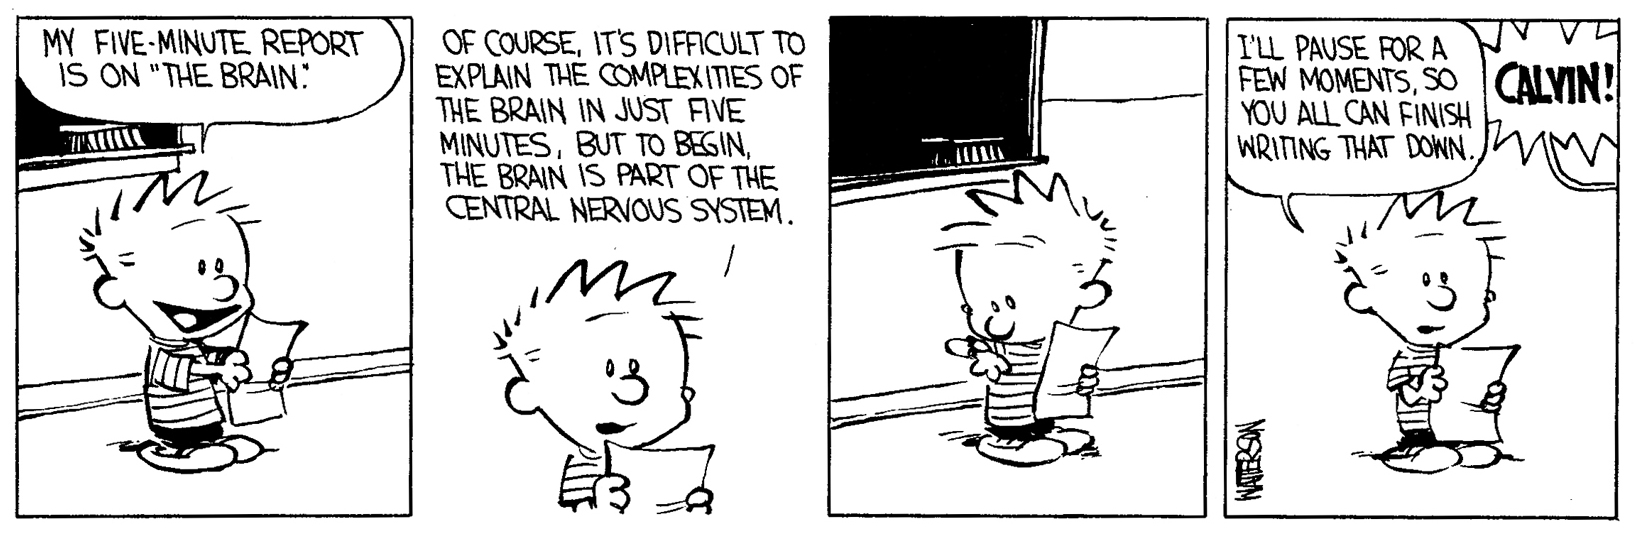 MY FIVE-MINUTE REPORT
IS ON "THE BRAIN."
OF COURSE, IT'S DIFFICULT TO
EXPLAIN THE COMPLEXITIES OF
THE BRAIN IN JUST FIVE
MINUTES, BUT TO BEGIN,
THE BRAIN IS PART OF THE
CENTRAL NERVOUS SYSTEM.
I'LL PAUSE FOR A
FEW MOMENTS, SO
YOU ALL CAN FINISH
WRITING THAT DOWN.
CALVIN!
WATTERSON